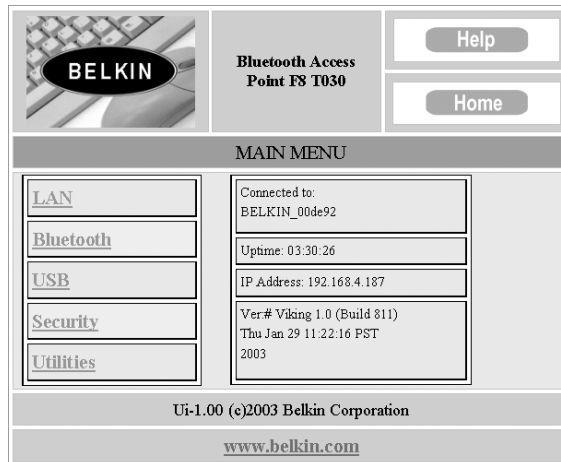 BELKIN
Bluetooth Access
Point F8 T030
Help
Home
MAIN MENU
LAN
Bluetooth
USB
Security
Utilities
Connected to:
BELKIN_00de92
Uptime: 03:30:26
IP Address: 192.168.4.187
Ver:# Viking 1.0 (Build 811)
Thu Jan 29 11:22:16 PST
2003
Ui-1.00 (c)2003 Belkin Corporation
www.belkin.com